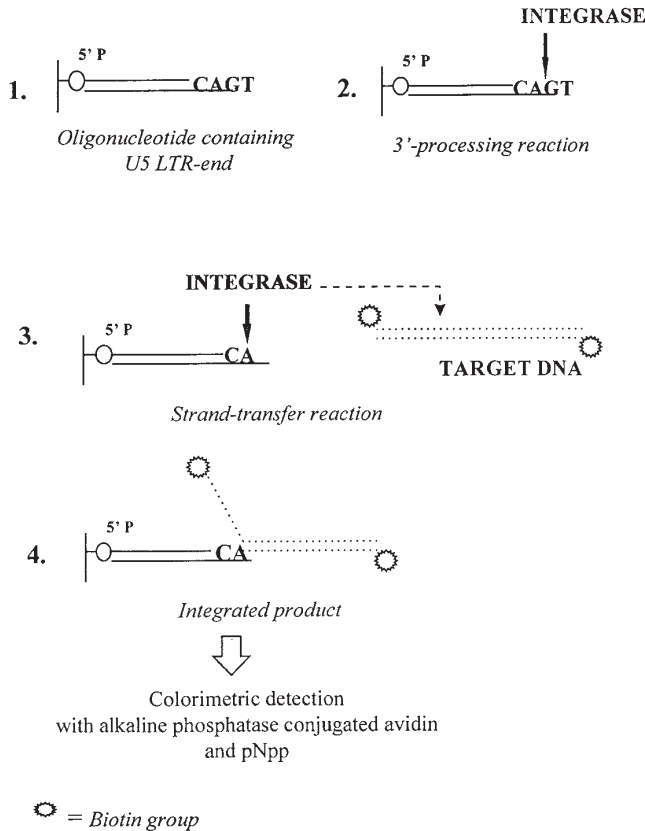 1.
5' P
CAGT
Oligonucleotide containing
U5 LTR-end
2.
INTEGRASE
5' P
CAGT
3'-processing reaction
3.
INTEGRASE
5' P
CA
TARGET DNA
Strand-transfer reaction
4.
5' P
CA
Integrated product
Colorimetric detection
with alkaline phosphatase conjugated avidin
and pNpp
= Biotin group